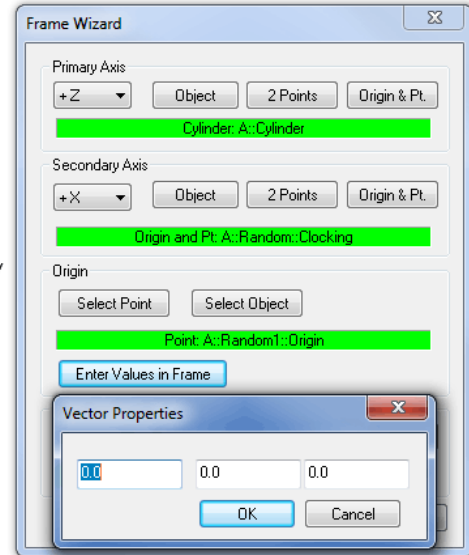 Frame Wizard
Primary Axis
+Z Object 2 Points Origin & Pt.
Cylinder: A::Cylinder
Secondary Axis
+X Object 2 Points Origin & Pt.
Origin and Pt: A::Random::Clocking
Origin
Select Point Select Object
Point: A::Random1::Origin
Enter Values in Frame
Vector Properties
0.0 0.0 0.0
OK Cancel